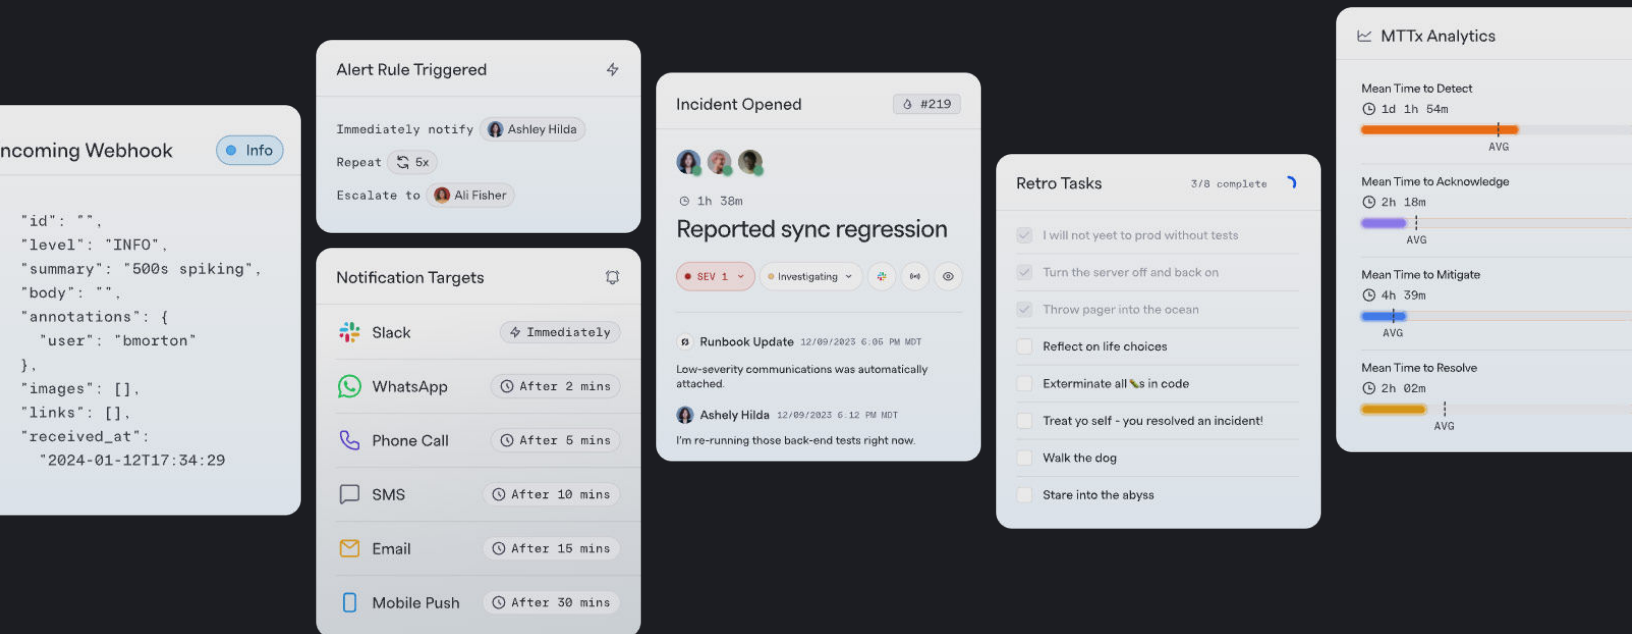 ncoming Webhook
Info
"id": "",
"level": "INFO",
"summary": "500s spiking",
"body": "",
"annotations": {
"user": "bmorton"
},
"images": [],
"links": [],
"received_at":
"2024-01-12T17:34:29
Alert Rule Triggered
Immediately notify Ashley Hilda
Repeat 5x
Escalate to Ali Fisher
Notification Targets
Slack Immediately
WhatsApp After 2 mins
Phone Call After 5 mins
SMS After 10 mins
Email After 15 mins
Mobile Push After 30 mins
Incident Opened #219
1h 38m
Reported sync regression
SEV 1 Investigating
Runbook Update 12/09/2023 6.06 PM MDT
Low-severity communications was automatically
attached.
Ashely Hilda 12/09/2023 6.12 PM MDT
I'm re-running those back-end tests right now.
Retro Tasks 3/8 complete
I will not yeet to prod without tests
Turn the server off and back on
Throw pager into the ocean
Reflect on life choices
Exterminate all 🐛s in code
Treat yo self - you resolved an incident!
Walk the dog
Stare into the abyss
MTTx Analytics
Mean Time to Detect
1d 1h 54m
AVG
Mean Time to Acknowledge
2h 18m
AVG
Mean Time to Mitigate
4h 39m
AVG
Mean Time to Resolve
2h 02m
AVG